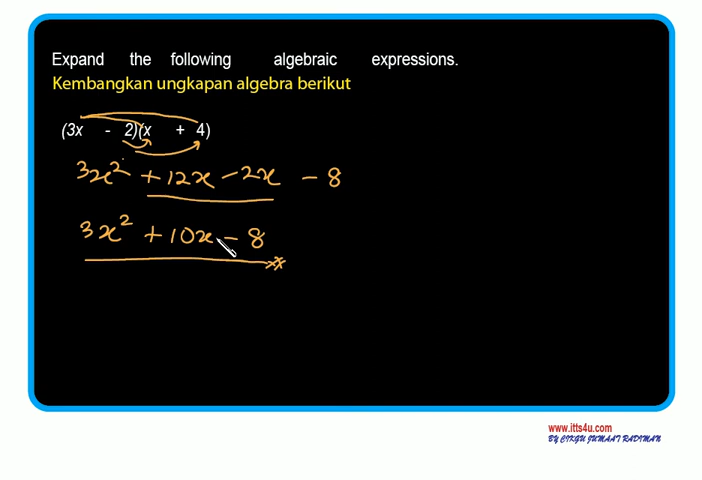 Expand the following algebraic expressions.
Kembangkan ungkapan algebra berikut
(3x - 2)(x + 4)
3x² + 12x - 2x - 8
3x² + 10x - 8
www.itts4u.com
BY CIKGU JUMAAT RADIMAN